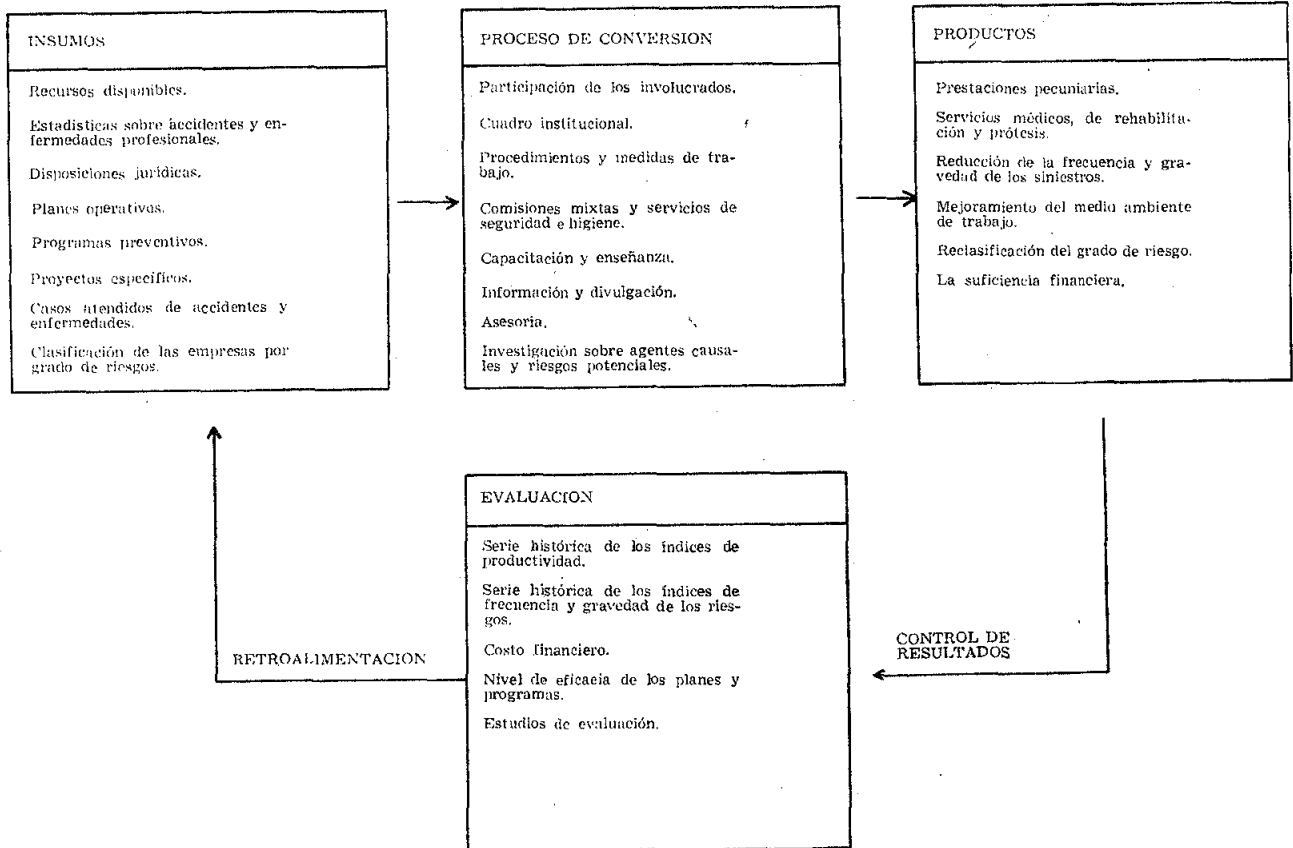 INSUMOS
Recursos disponibles.
Estadísticas sobre accidentes y en-
fermedades profesionales.
Disposiciones jurídicas.
Planes operativos.
Programas preventivos.
Proyectos específicos.
Casos atendidos de accidentes y
enfermedades.
Clasificación de las empresas por
grado de riesgos.
PROCESO DE CONVERSION
Participación de los involucrados.
Cuadro institucional.
Procedimientos y medidas de tra-
bajo.
Comisiones mixtas y servicios de
seguridad e higiene.
Capacitación y enseñanza.
Información y divulgación.
Asesoría.
Investigación sobre agentes causa-
les y riesgos potenciales.
PRODUCTOS
Prestaciones pecuniarias.
Servicios médicos, de rehabilita-
ción y prótesis.
Reducción de la frecuencia y gra-
vedad de los siniestros.
Mejoramiento del medio ambiente
de trabajo.
Reclasificación del grado de riesgo.
La suficiencia financiera.
EVALUACION
Serie histórica de los índices de
productividad.
Serie histórica de los índices de
frecuencia y gravedad de los ries-
gos.
Costo financiero.
Nivel de eficacia de los planes y
programas.
Estudios de evaluación.
CONTROL DE
RESULTADOS
RETROALIMENTACION